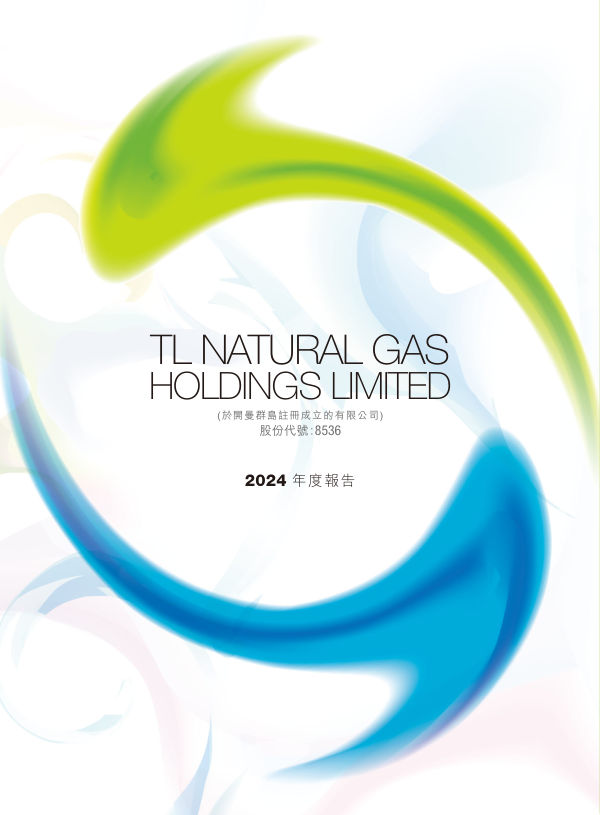 TL NATURAL GAS
HOLDINGS LIMITED
(於開曼群島註冊成立的有限公司)
股份代號:8536
2024 年度報告